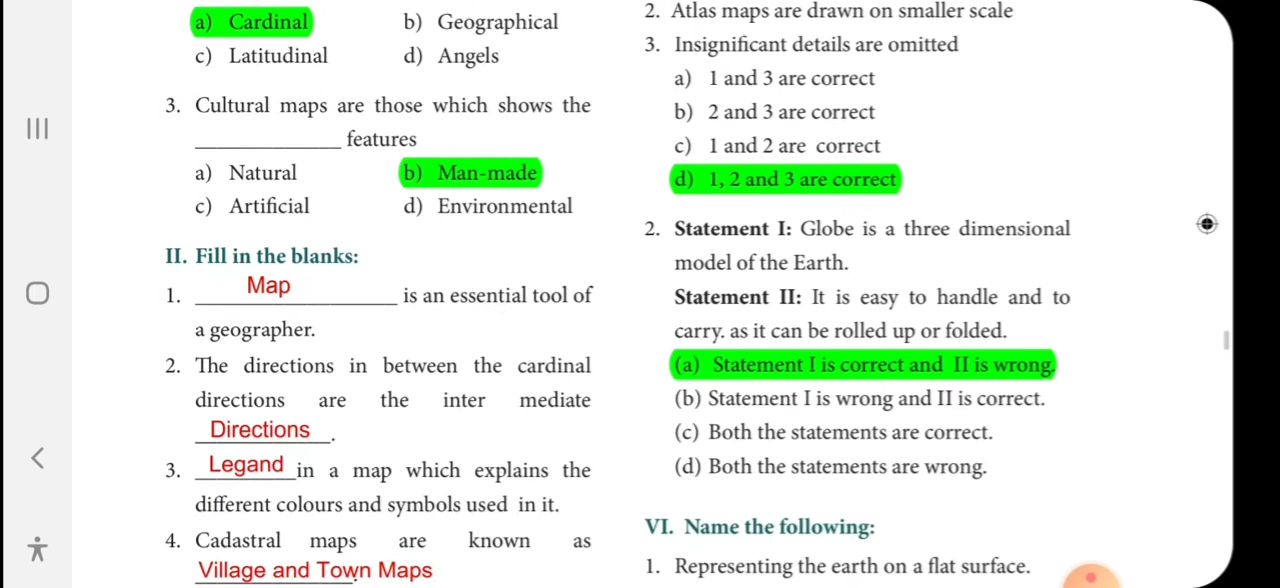 a) Cardinal b) Geographical
c) Latitudinal d) Angels
3. Cultural maps are those which shows the
_____________ features
a) Natural b) Man-made
c) Artificial d) Environmental
II. Fill in the blanks:
1. Map is an essential tool of
a geographer.
2. The directions in between the cardinal
directions are the inter mediate
Directions.
3. Legand in a map which explains the
different colours and symbols used in it.
4. Cadastral maps are known as
Village and Town Maps.
2. Atlas maps are drawn on smaller scale
3. Insignificant details are omitted
a) 1 and 3 are correct
b) 2 and 3 are correct
c) 1 and 2 are correct
d) 1, 2 and 3 are correct
2. Statement I: Globe is a three dimensional
model of the Earth.
Statement II: It is easy to handle and to
carry. as it can be rolled up or folded.
(a) Statement I is correct and II is wrong.
(b) Statement I is wrong and II is correct.
(c) Both the statements are correct.
(d) Both the statements are wrong.
VI. Name the following:
1. Representing the earth on a flat surface.